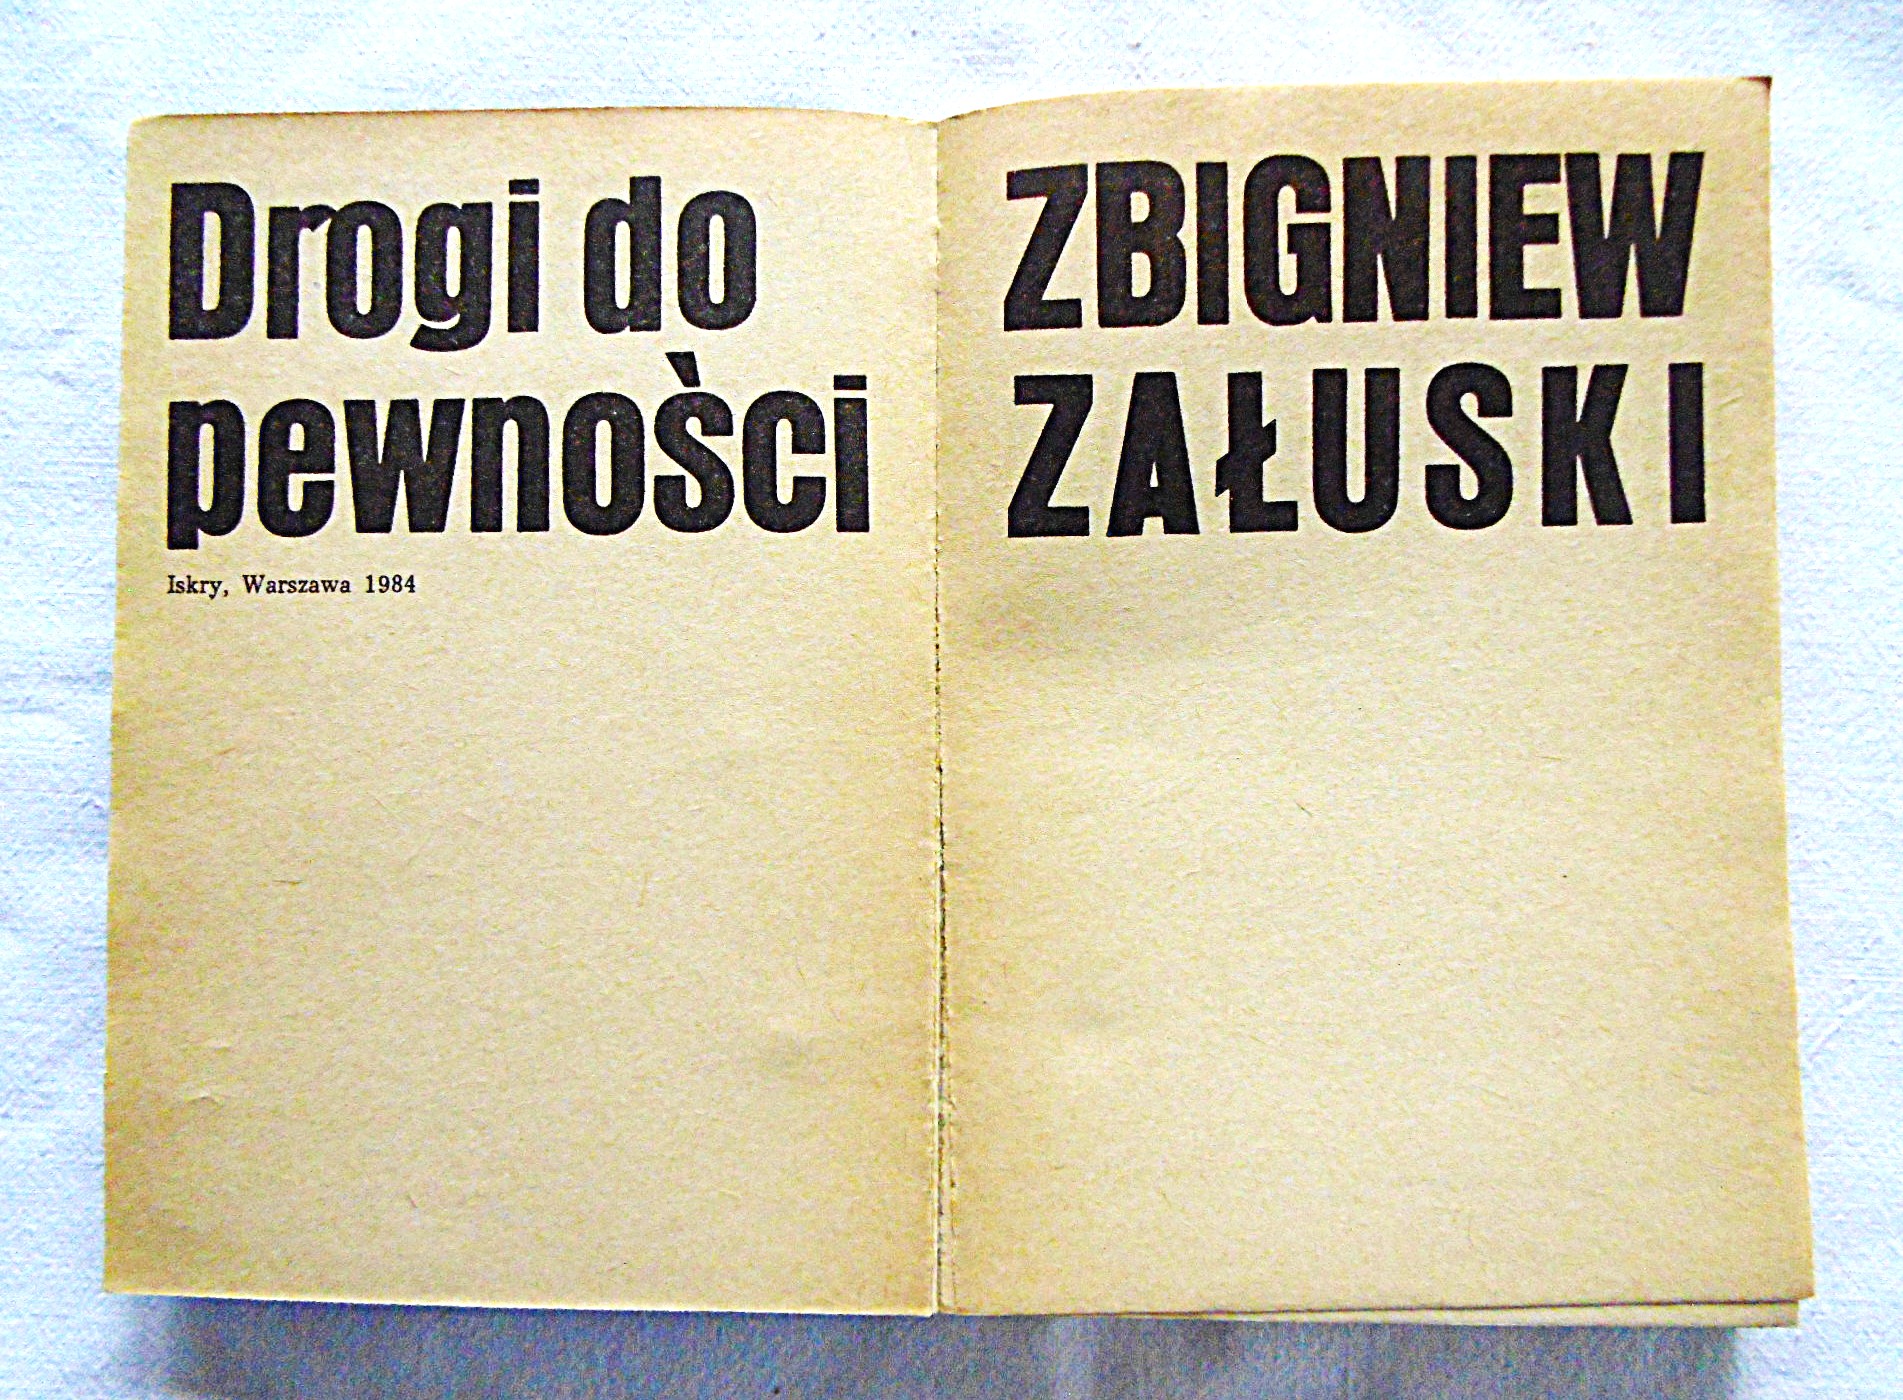 Drogi do
pewności
Iskry, Warszawa 1984
ZBIGNIEW
ZAŁUSKI